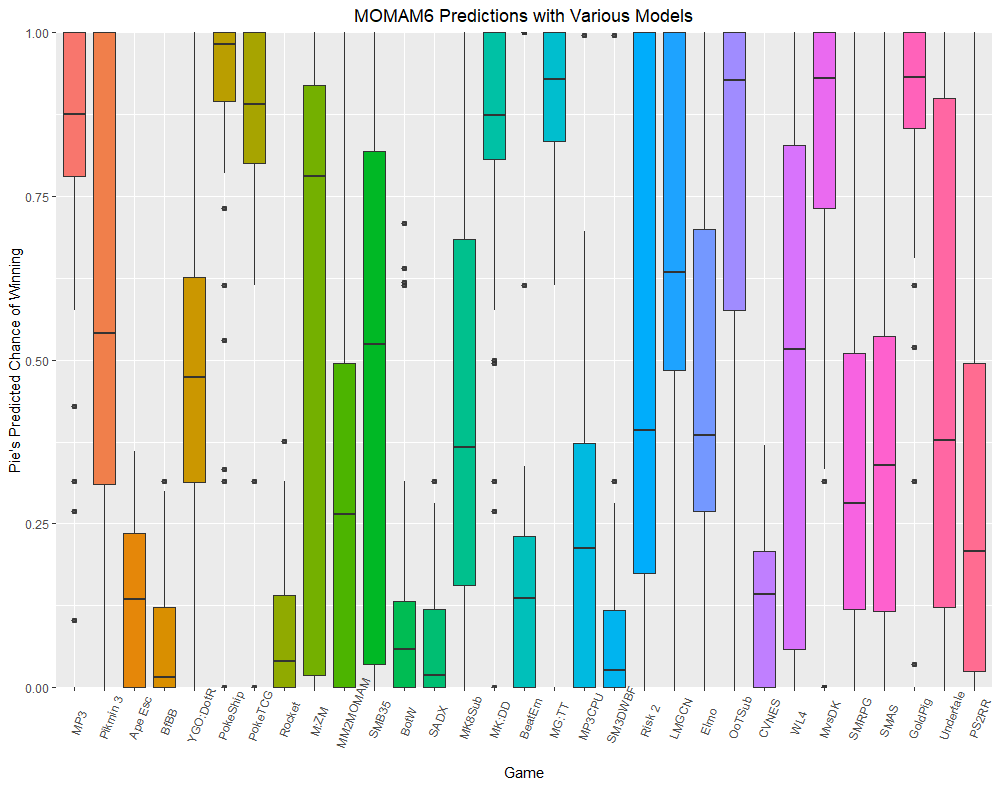 MOMAM6 Predictions with Various Models
Pie's Predicted Chance of Winning
1.00
0.75
0.50
0.25
0.00
MP3
Pikmin 3
Ape Esc
BfBB
YGO:DotR
PokeShip
PokeTCG
Rocket
M:ZM
MM2MOMAM
SMB35
BotW
SADX
MK8Sub
MK:DD
BeatEm
MG:TT
MP3CPU
SM3DWBF
Risk 2
LMGCN
Elmo
OoTSub
CVNES
WL4
MvsDK
SMRPG
SMAS
GoldPig
Underfate
PS2RR
Game